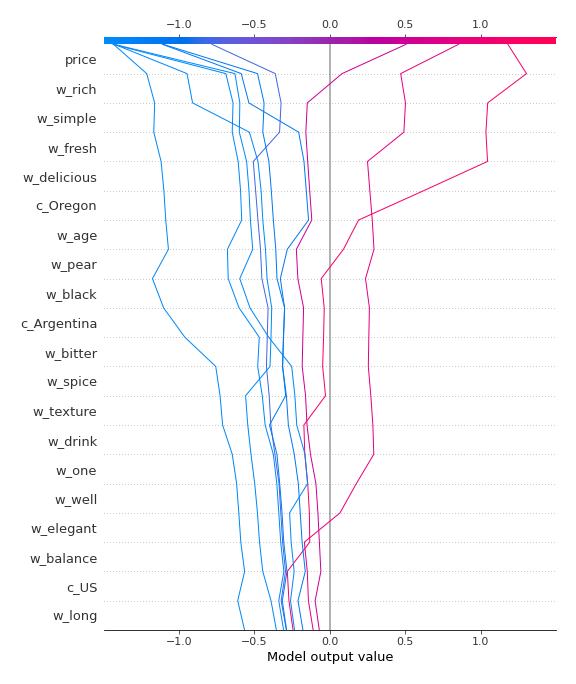 −1.0 −0.5 0.0 0.5 1.0
price
w_rich
w_simple
w_fresh
w_delicious
c_Oregon
w_age
w_pear
w_black
c_Argentina
w_bitter
w_spice
w_texture
w_drink
w_one
w_well
w_elegant
w_balance
c_US
w_long
−1.0 −0.5 0.0 0.5 1.0
Model output value